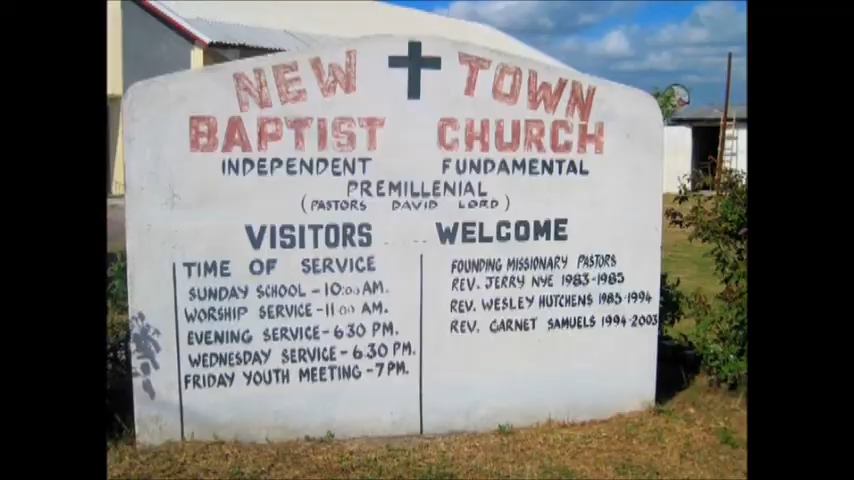 NEW TOWN
BAPTIST CHURCH
INDEPENDENT FUNDAMENTAL
PREMILLENIAL
(PASTORS DAVID LORD)
VISITORS WELCOME
TIME OF SERVICE
SUNDAY SCHOOL-10:00 AM.
WORSHIP SERVICE-11:00 AM.
EVENING SERVICE-6.30 PM.
WEDNESDAY SERVICE-6.30 PM.
FRIDAY YOUTH MEETING-7PM.
FOUNDING MISSIONARY PASTORS
REV. JERRY NYE 1983-1985
REV. WESLEY HUTCHENS 1985-1994
REV. GARNET SAMUELS 1994-2003